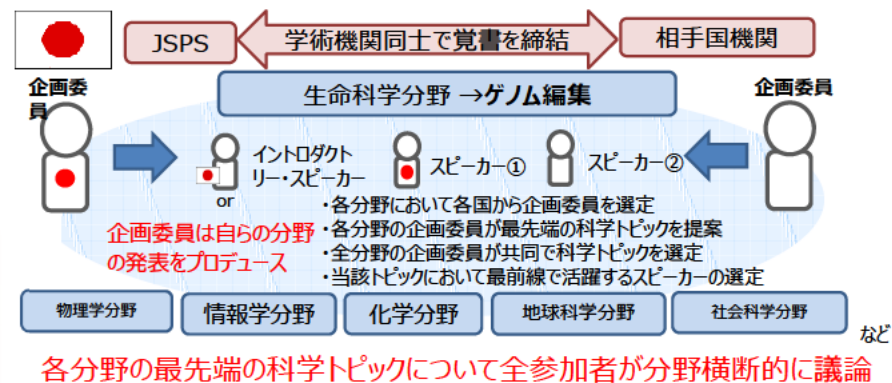 JSPS
学術機関同士で覚書を締結
相手国機関
企画委
員
生命科学分野 →ゲノム編集
企画委員
イントロダクト
リー・スピーカー
or
スピーカー①
スピーカー②
・各分野において各国から企画委員を選定
・各分野の企画委員が最先端の科学トピックを提案
・全分野の企画委員が共同で科学トピックを選定
・当該トピックにおいて最前線で活躍するスピーカーの選定
企画委員は自らの分野
の発表をプロデュース
物理学分野
情報学分野
化学分野
地球科学分野
社会科学分野
など
各分野の最先端の科学トピックについて全参加者が分野横断的に議論